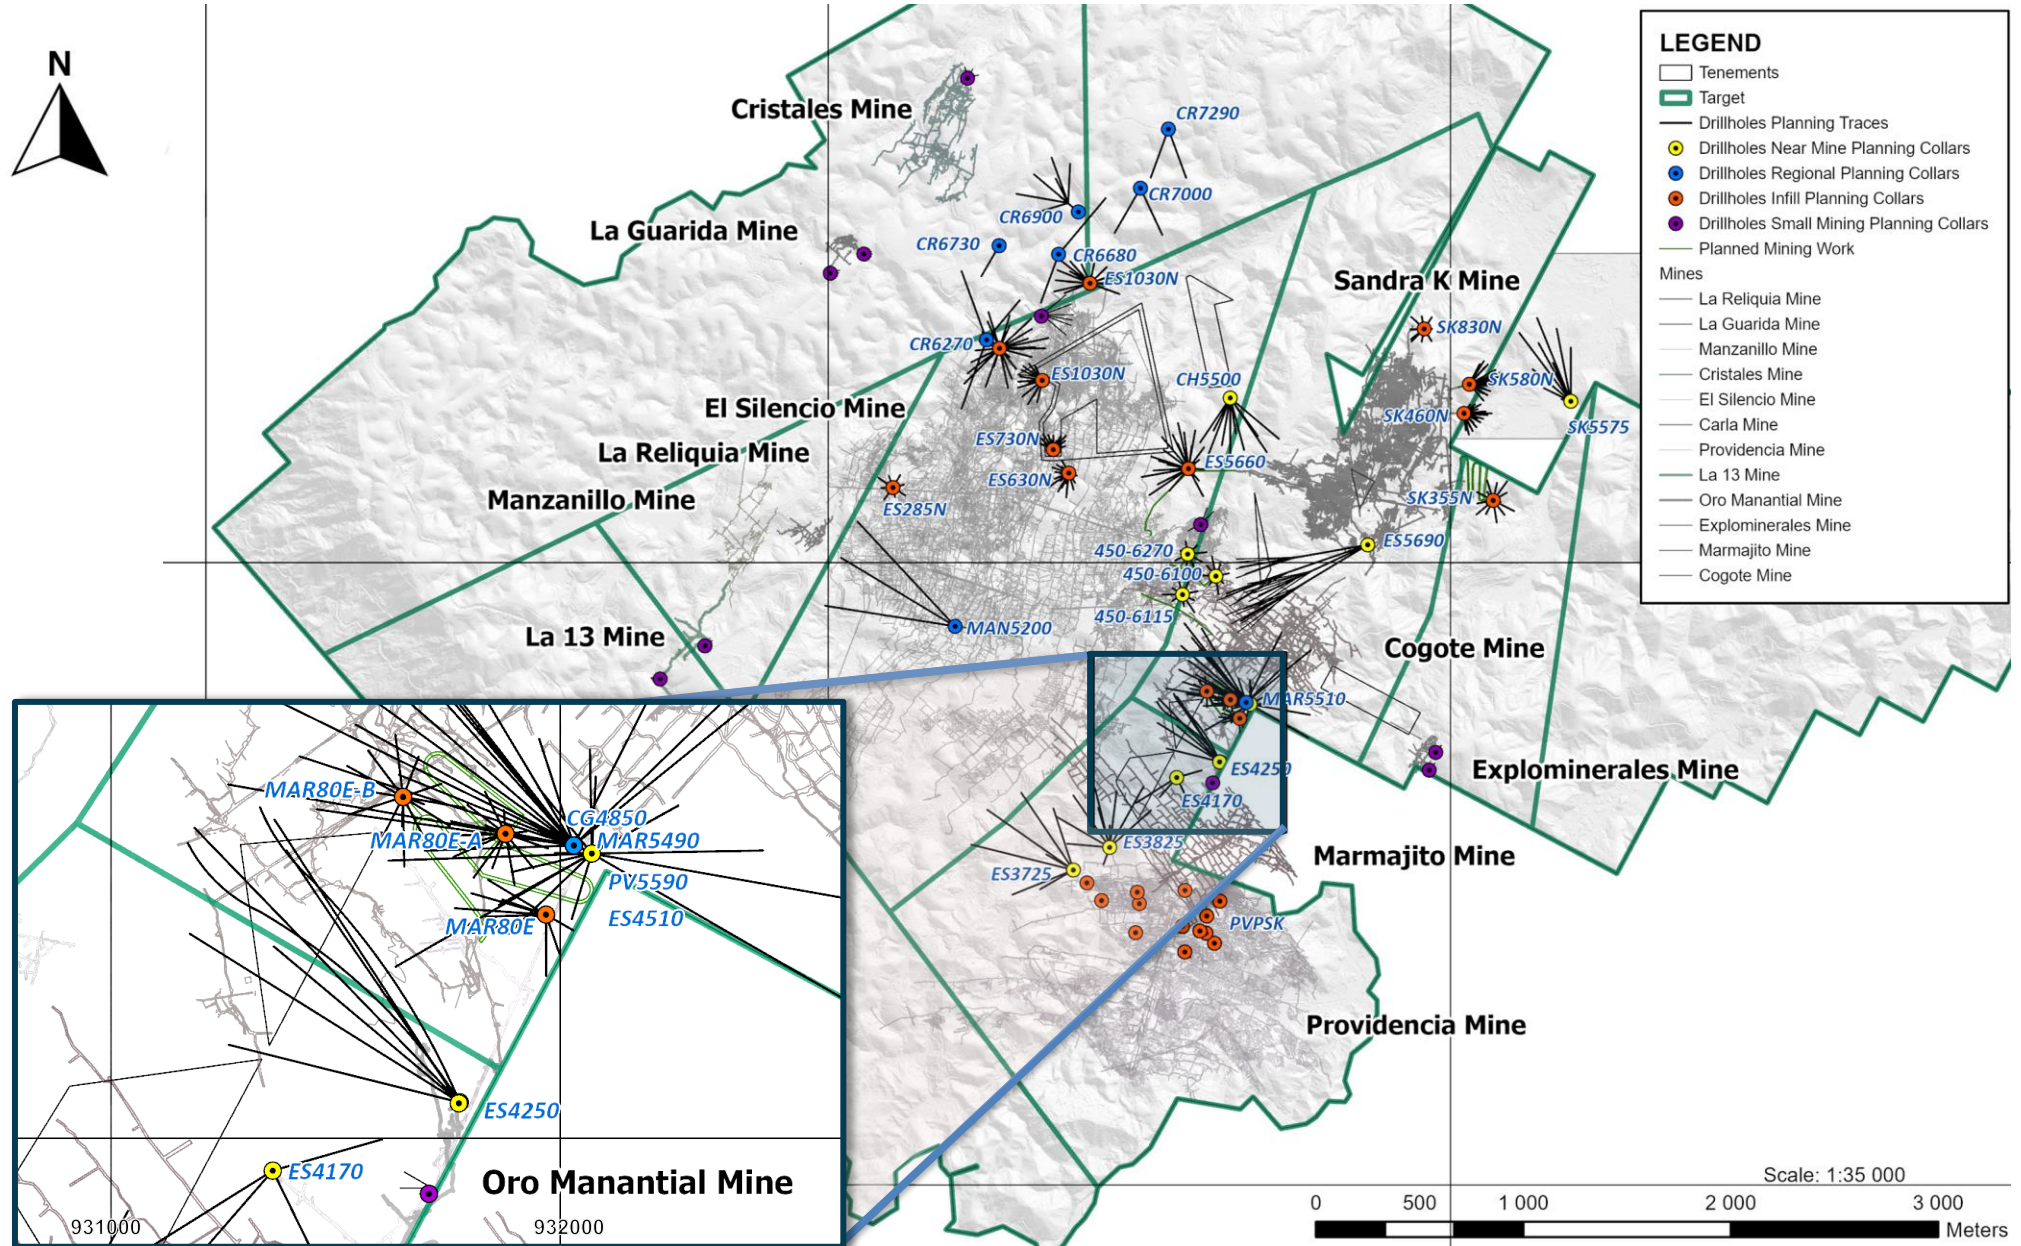 N
LEGEND
Tenements
Target
Drillholes Planning Traces
Drillholes Near Mine Planning Collars
Drillholes Regional Planning Collars
Drillholes Infill Planning Collars
Drillholes Small Mining Planning Collars
Planned Mining Work
Mines
La Reliquia Mine
La Guarida Mine
Manzanillo Mine
Cristales Mine
El Silencio Mine
Carla Mine
Providencia Mine
La 13 Mine
Oro Manantial Mine
Explominerales Mine
Marmajito Mine
Cogote Mine
Cristales Mine
CR7290
CR7000
CR6900
La Guarida Mine
CR6730
CR6680
ES1030N
Sandra K Mine
SK830N
CR6270
ES1030N
CH5500
SK580N
El Silencio Mine
SK460N
SK5575
ES730N
La Reliquia Mine
ES660
ES630N
Manzanillo Mine
SK355N
ES285N
ES5690
450-6270
450-6100
450-6115
MAN5200
La 13 Mine
Cogote Mine
MAR5510
ES4250
Explominerales Mine
ES4170
ES3825
Marmajito Mine
ES3725
PVPSK
Providencia Mine
MAR80E-B
CG4850
MAR80E-A
MAR5490
PV5590
ES4510
MAR80E
ES4250
ES4170
Oro Manantial Mine
931000
932000
Scale: 1:35 000
0 500 1 000 2 000 3 000
Meters